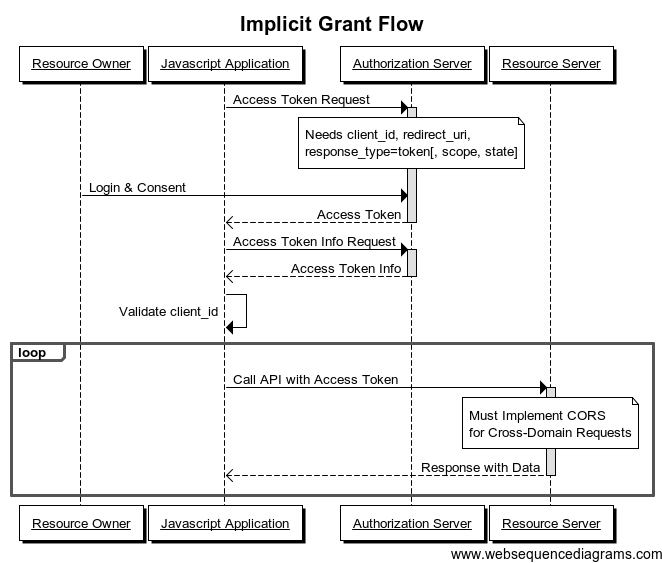 Implicit Grant Flow
Resource Owner
Javascript Application
Authorization Server
Resource Server
Access Token Request
Needs client_id, redirect_uri,
response_type=token[, scope, state]
Login & Consent
Access Token
Access Token Info Request
Access Token Info
Validate client_id
loop
Call API with Access Token
Must Implement CORS
for Cross-Domain Requests
Response with Data
Resource Owner
Javascript Application
Authorization Server
Resource Server
www.websequencediagrams.com